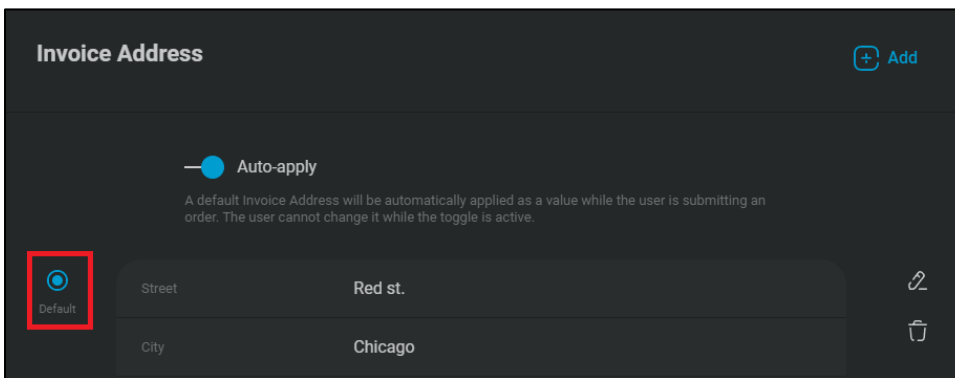 Invoice Address
Add
Auto-apply
A default Invoice Address will be automatically applied as a value while the user is submitting an
order. The user cannot change it while the toggle is active.
Default
Street Red st.
City Chicago